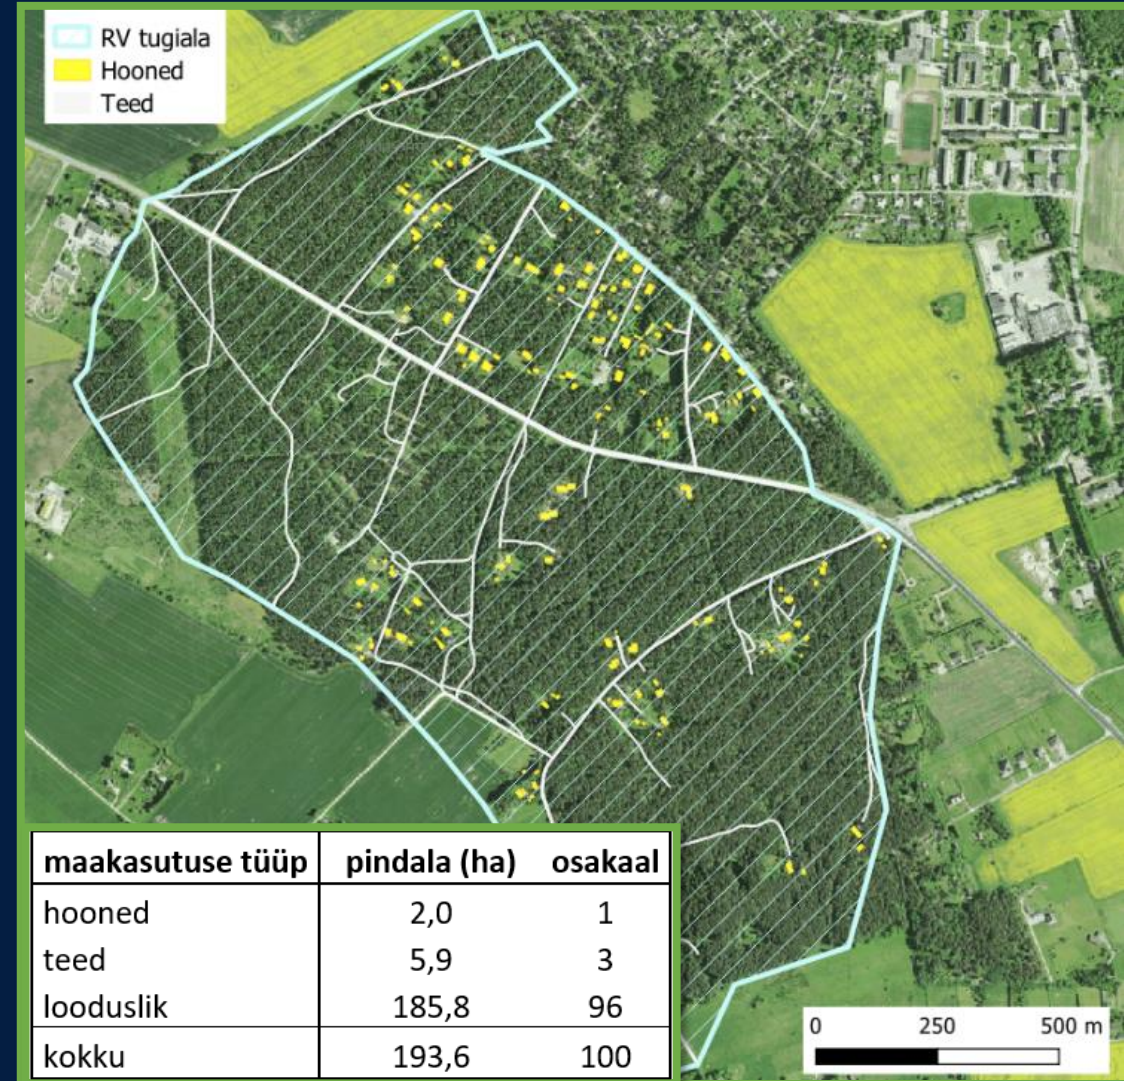 RV tugiala
Hooned
Teed
maakasutuse tüüp pindala (ha) osakaal
hooned 2,0 1
teed 5,9 3
looduslik 185,8 96
kokku 193,6 100
0 250 500 m